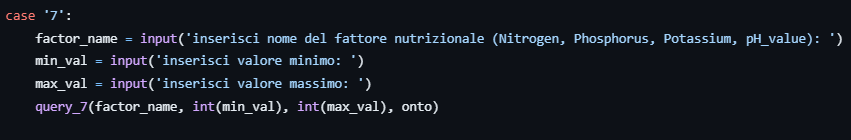 case '7':
factor_name = input('inserisci nome del fattore nutrizionale (Nitrogen, Phosphorus, Potassium, pH_value): ')
min_val = input('inserisci valore minimo: ')
max_val = input('inserisci valore massimo: ')
query_7(factor_name, int(min_val), int(max_val), onto)